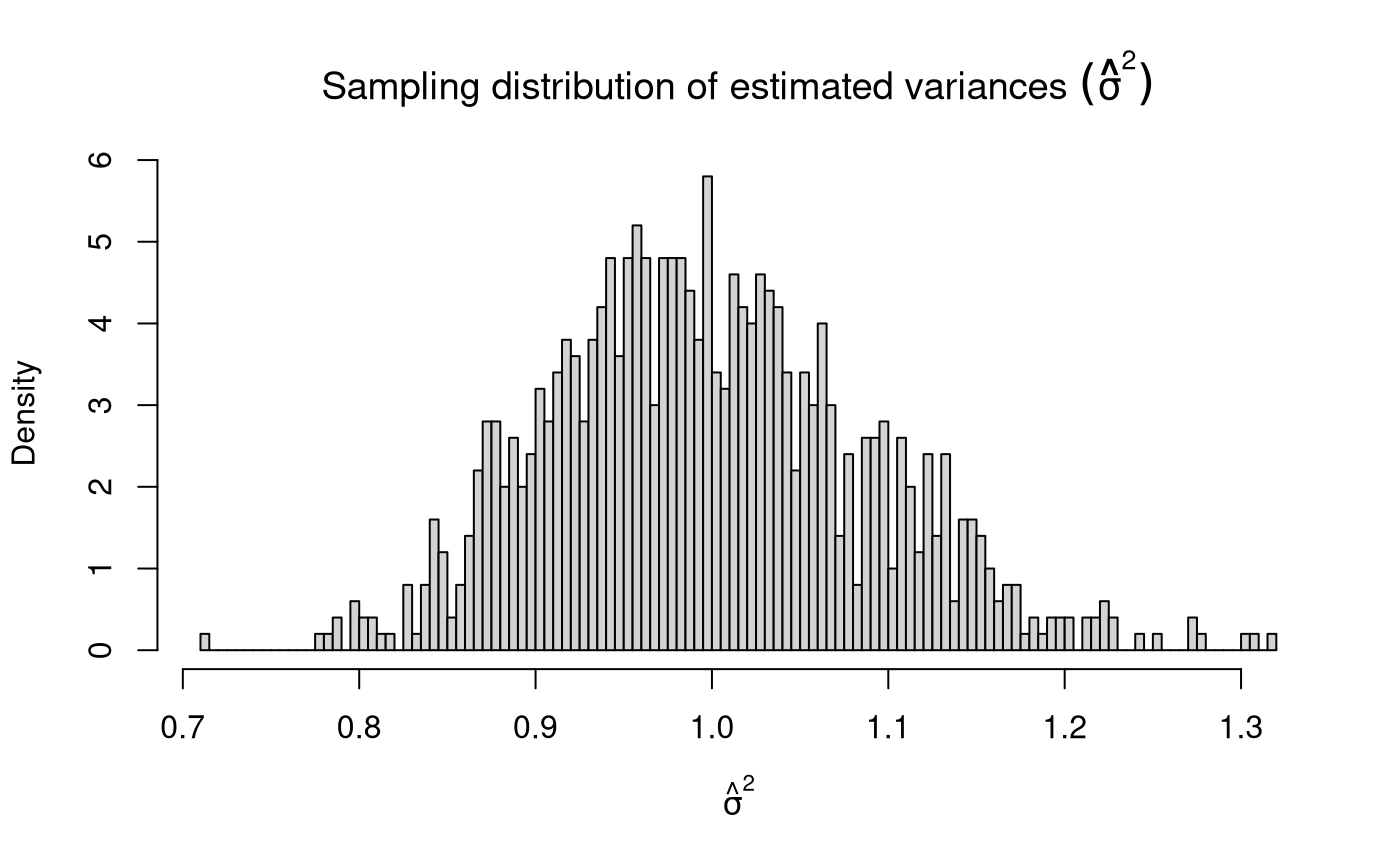 Sampling distribution of estimated variances (σ̂²)
Density
6
5
4
3
2
1
0
0.7 0.8 0.9 1.0 1.1 1.2 1.3
σ̂²